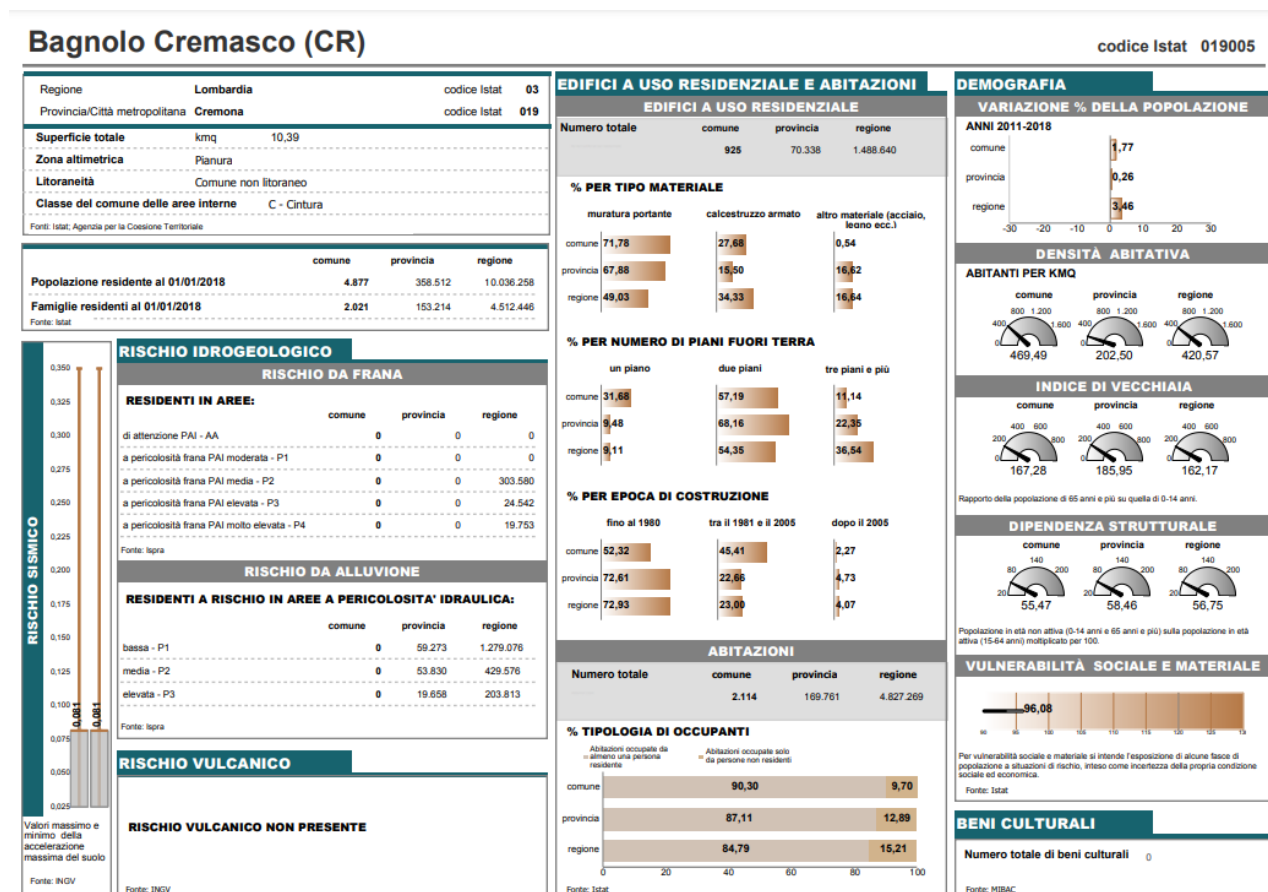 Bagnolo Cremasco (CR)
codice Istat 019005
Regione Lombardia codice Istat 03
Provincia/Città metropolitana Cremona codice Istat 019
Superficie totale kmq 10,39
Zona altimetrica Pianura
Litoraneità Comune non litoraneo
Classe del comune delle aree interne C - Cintura
Fonti: Istat; Agenzia per la Coesione Territoriale
comune provincia regione
Popolazione residente al 01/01/2018 4.877 358.512 10.036.258
Famiglie residenti al 01/01/2018 2.021 153.214 4.512.446
Fonte: Istat
RISCHIO SISMICO
0,350
0,325
0,300
0,275
0,250
0,225
0,200
0,175
0,150
0,125
0,100
0,075
0,050
0,025
0,081 0,081
Valori massimo e
minimo della
accelerazione
massima del suolo
Fonte: INGV
RISCHIO IDROGEOLOGICO
RISCHIO DA FRANA
RESIDENTI IN AREE:
comune provincia regione
di attenzione PAI - AA 0 0 0
a pericolosità frana PAI moderata - P1 0 0 0
a pericolosità frana PAI media - P2 0 0 303.580
a pericolosità frana PAI elevata - P3 0 0 24.542
a pericolosità frana PAI molto elevata - P4 0 0 19.753
Fonte: Ispra
RISCHIO DA ALLUVIONE
RESIDENTI A RISCHIO IN AREE A PERICOLOSITA' IDRAULICA:
comune provincia regione
bassa - P1 0 59.273 1.279.076
media - P2 0 53.830 429.576
elevata - P3 0 19.658 203.813
Fonte: Ispra
RISCHIO VULCANICO
RISCHIO VULCANICO NON PRESENTE
Fonte: INGV
EDIFICI A USO RESIDENZIALE E ABITAZIONI
EDIFICI A USO RESIDENZIALE
Numero totale comune provincia regione
925 70.338 1.488.640
% PER TIPO MATERIALE
muratura portante calcestruzzo armato altro materiale (acciaio,
legno ecc.)
comune 71,78 27,68 0,54
provincia 67,88 15,50 16,62
regione 49,03 34,33 16,64
% PER NUMERO DI PIANI FUORI TERRA
un piano due piani tre piani e più
comune 31,68 57,19 11,14
provincia 9,48 68,16 22,35
regione 9,11 54,35 36,54
% PER EPOCA DI COSTRUZIONE
fino al 1980 tra il 1981 e il 2005 dopo il 2005
comune 52,32 45,41 2,27
provincia 72,61 22,66 4,73
regione 72,93 23,00 4,07
ABITAZIONI
Numero totale comune provincia regione
2.114 169.761 4.827.269
% TIPOLOGIA DI OCCUPANTI
Abitazioni occupate da
almeno una persona
residente
Abitazioni occupate solo
da persone non residenti
comune 90,30 9,70
provincia 87,11 12,89
regione 84,79 15,21
0 20 40 60 80 100
Fonte: Istat
DEMOGRAFIA
VARIAZIONE % DELLA POPOLAZIONE
ANNI 2011-2018
comune 1,77
provincia 0,26
regione 3,46
-30 -20 -10 0 10 20 30
DENSITÀ ABITATIVA
ABITANTI PER KMQ
comune provincia regione
800 1.200 800 1.200 800 1.200
400 1.600 400 1.600 400 1.600
0 0 0
469,49 202,50 420,57
INDICE DI VECCHIAIA
comune provincia regione
400 600 400 600 400 600
200 800 200 800 200 800
0 0 0
167,28 185,95 162,17
Rapporto della popolazione di 65 anni e più su quella di 0-14 anni.
DIPENDENZA STRUTTURALE
comune provincia regione
140 140 140
80 200 80 200 80 200
20 20 20
55,47 58,46 56,75
Popolazione in età non attiva (0-14 anni e 65 anni e più) sulla popolazione in età
attiva (15-64 anni) moltiplicato per 100.
VULNERABILITÀ SOCIALE E MATERIALE
96,08
90 95 100 105 110 115 120 125 13
Per vulnerabilità sociale e materiale si intende l'esposizione di alcune fasce di
popolazione a situazioni di rischio, inteso come incertezza della propria condizione
sociale ed economica.
Fonte: Istat
BENI CULTURALI
Numero totale di beni culturali 0
Fonte: MIBAC